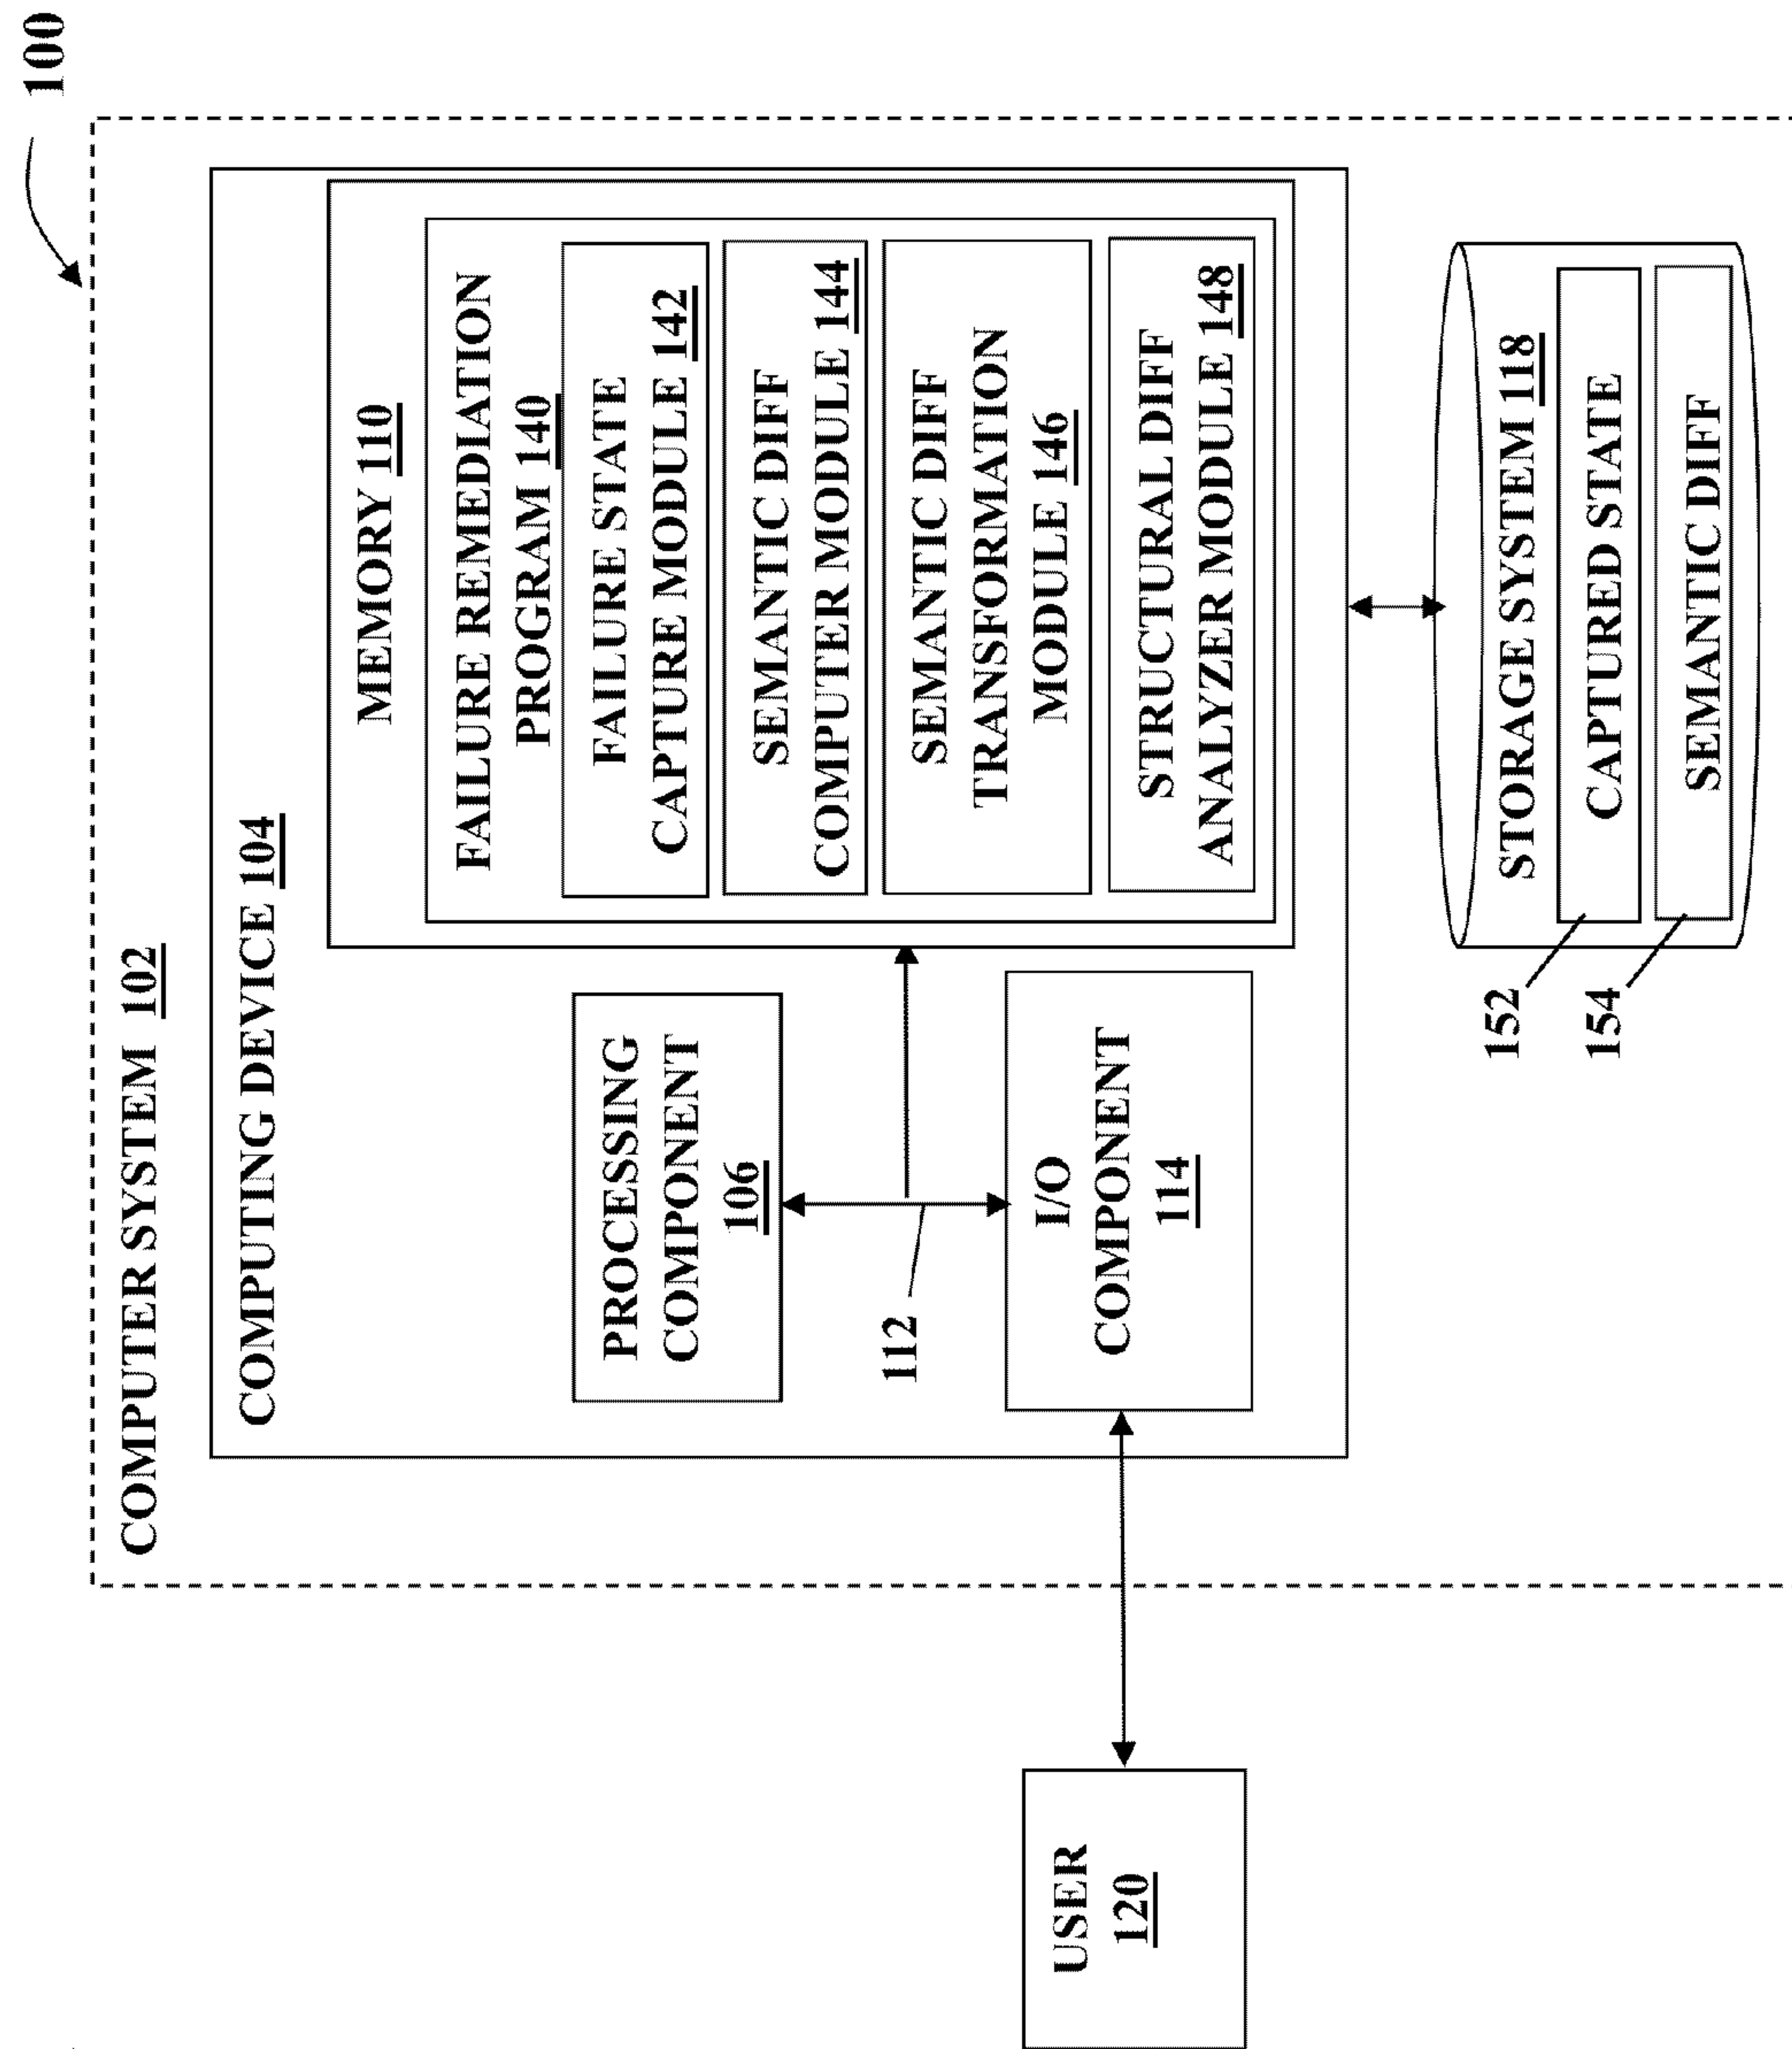 100
COMPUTER SYSTEM 102
COMPUTING DEVICE 104
MEMORY 110
FAILURE REMEDIATION
PROGRAM 140
FAILURE STATE
CAPTURE MODULE 142
SEMANTIC DIFF
COMPUTER MODULE 144
SEMANTIC DIFF
TRANSFORMATION
MODULE 146
STRUCTURAL DIFF
ANALYZER MODULE 148
PROCESSING
COMPONENT
106
112
I/O
COMPONENT
114
USER
120
STORAGE SYSTEM 118
CAPTURED STATE
SEMANTIC DIFF
152
154